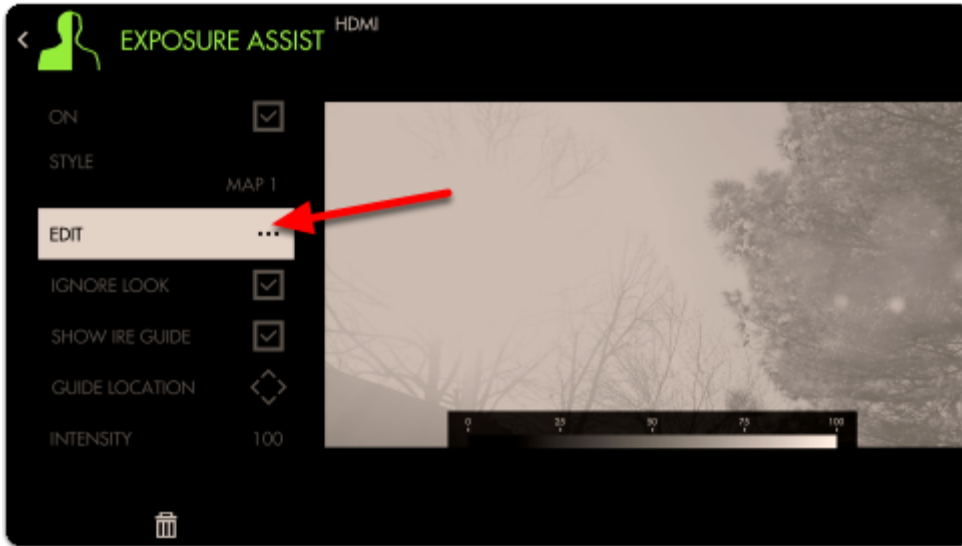 EXPOSURE ASSIST
HDMI
ON
STYLE
MAP 1
EDIT
IGNORE LOOK
SHOW IRE GUIDE
GUIDE LOCATION
INTENSITY 100
0 25 50 75 100